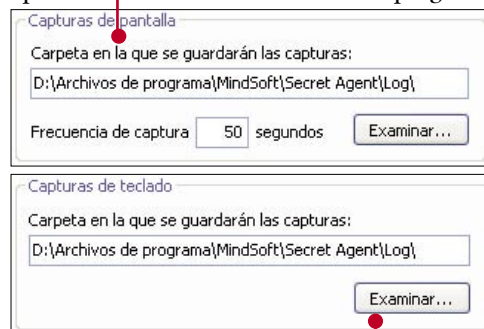 Capturas de pantalla
Carpeta en la que se guardarán las capturas:
D:\Archivos de programa\MindSoft\Secret Agent\Log\
Frecuencia de captura 50 segundos Examinar...
Capturas de teclado
Carpeta en la que se guardarán las capturas:
D:\Archivos de programa\MindSoft\Secret Agent\Log\
Examinar...